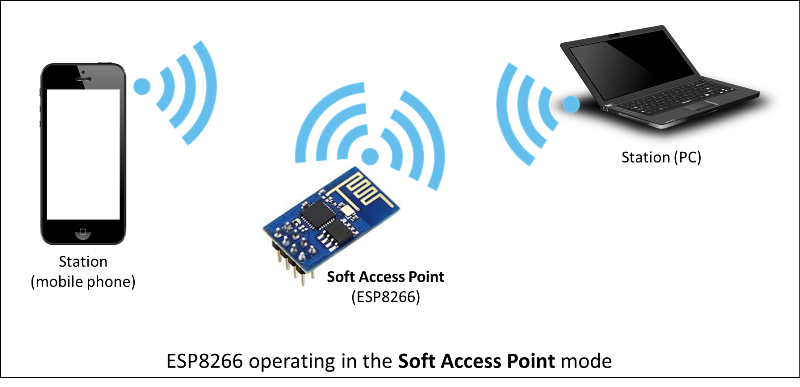 Station (PC)
Station
(mobile phone)
Soft Access Point
(ESP8266)
ESP8266 operating in the Soft Access Point mode